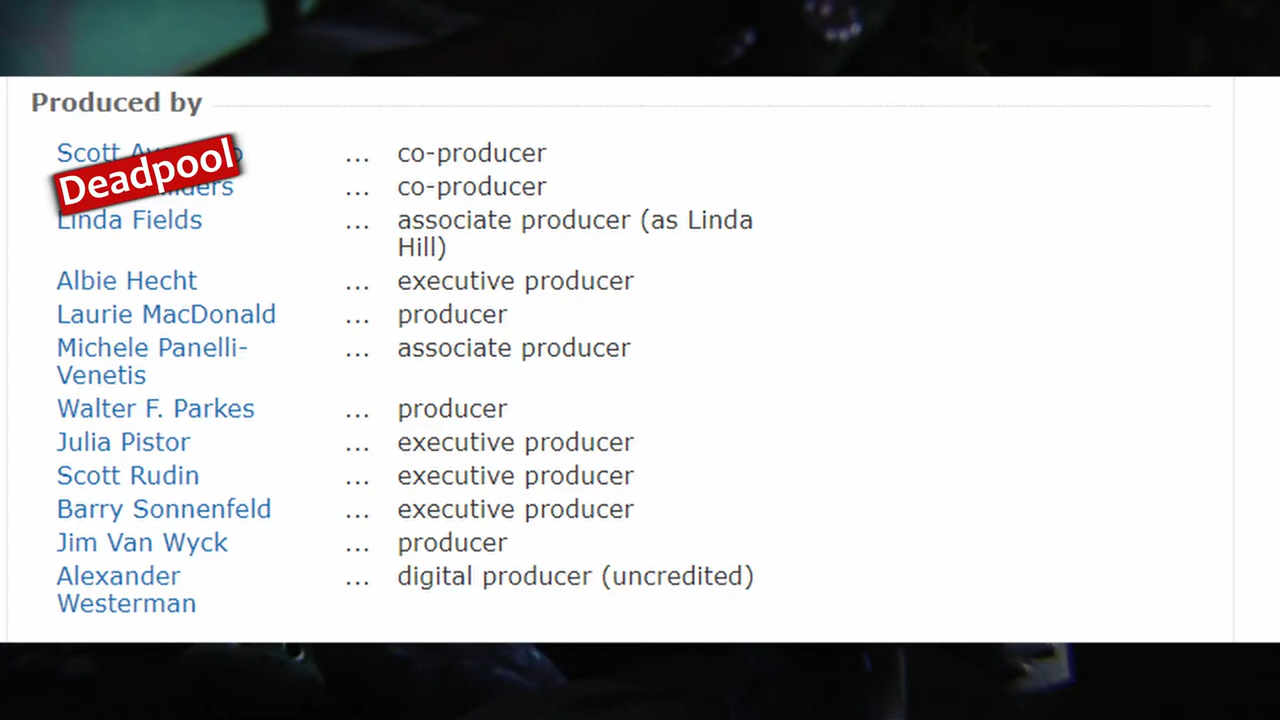 Produced by
Scott ... co-producer
Deadpool
... co-producer
Linda Fields ... associate producer (as Linda
Hill)
Albie Hecht ... executive producer
Laurie MacDonald ... producer
Michele Panelli- ... associate producer
Venetis
Walter F. Parkes ... producer
Julia Pistor ... executive producer
Scott Rudin ... executive producer
Barry Sonnenfeld ... executive producer
Jim Van Wyck ... producer
Alexander ... digital producer (uncredited)
Westerman